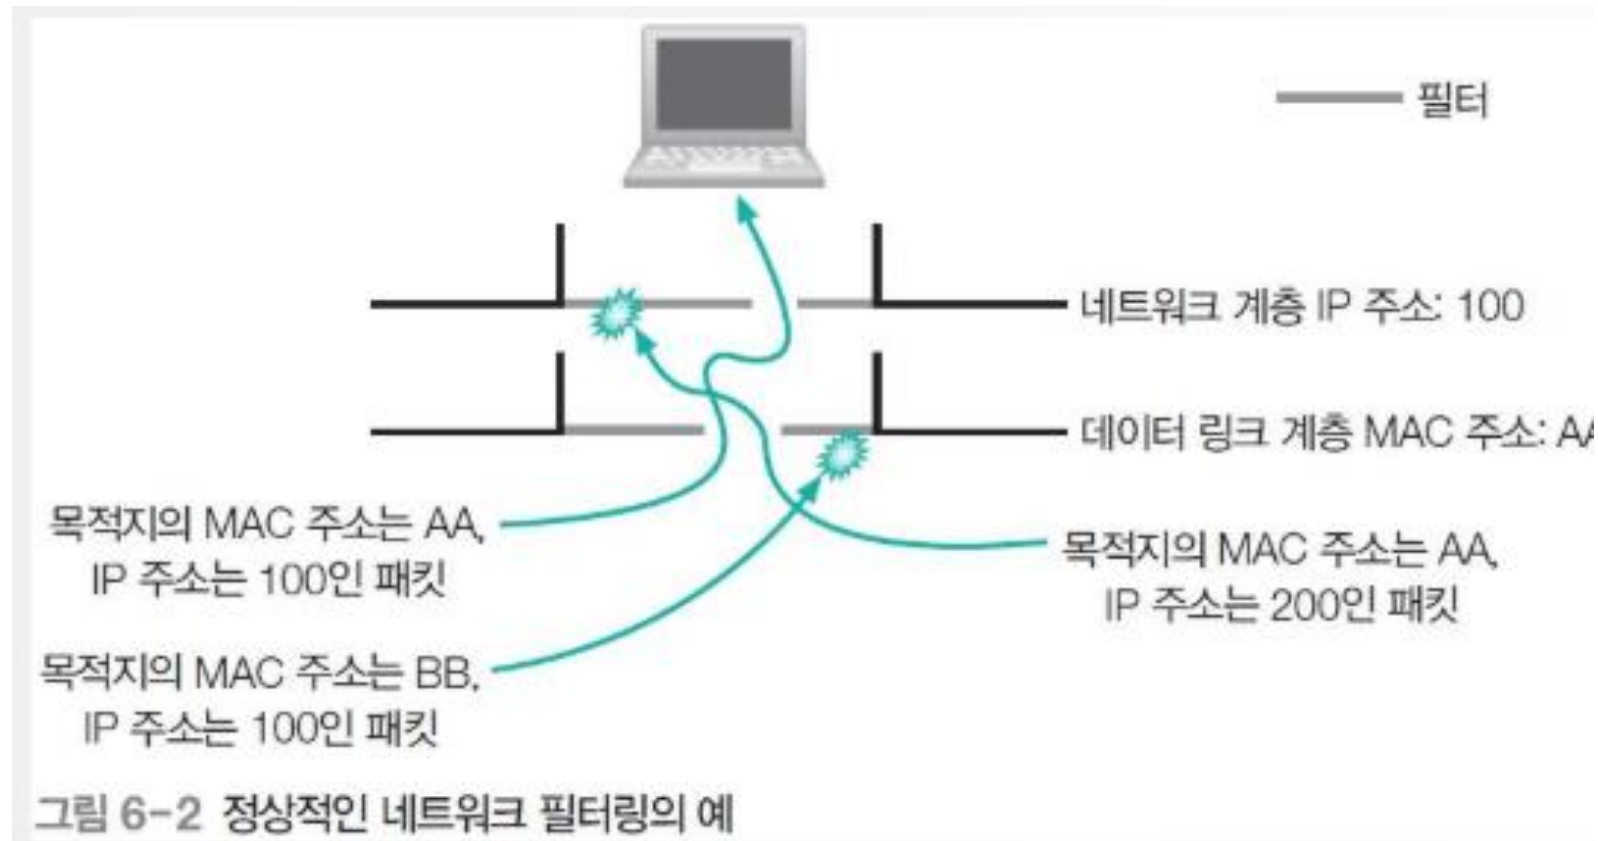 필터
네트워크 계층 IP 주소: 100
데이터 링크 계층 MAC 주소: AA
목적지의 MAC 주소는 AA,
IP 주소는 100인 패킷
목적지의 MAC 주소는 AA,
IP 주소는 200인 패킷
목적지의 MAC 주소는 BB,
IP 주소는 100인 패킷
그림 6-2 정상적인 네트워크 필터링의 예